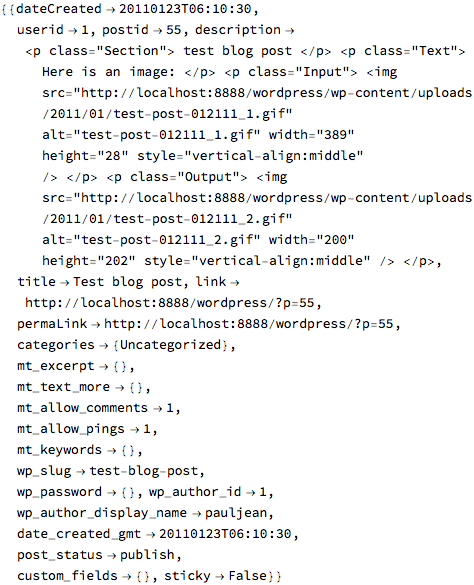 {{dateCreated → 20110123T06:10:30,
userid → 1, postid → 55, description →
<p class="Section"> test blog post </p> <p class="Text">
Here is an image: </p> <p class="Input"> <img
src="http://localhost:8888/wordpress/wp-content/uploads
/2011/01/test-post-012111_1.gif"
alt="test-post-012111_1.gif" width="389"
height="28" style="vertical-align:middle"
/> </p> <p class="Output"> <img
src="http://localhost:8888/wordpress/wp-content/uploads
/2011/01/test-post-012111_2.gif"
alt="test-post-012111_2.gif" width="200"
height="202" style="vertical-align:middle" /> </p>,
title → Test blog post, link →
http://localhost:8888/wordpress/?p=55,
permaLink → http://localhost:8888/wordpress/?p=55,
categories → {Uncategorized},
mt_excerpt → {},
mt_text_more → {},
mt_allow_comments → 1,
mt_allow_pings → 1,
mt_keywords → {},
wp_slug → test-blog-post,
wp_password → {}, wp_author_id → 1,
wp_author_display_name → pauljean,
date_created_gmt → 20110123T06:10:30,
post_status → publish,
custom_fields → {}, sticky → False}}